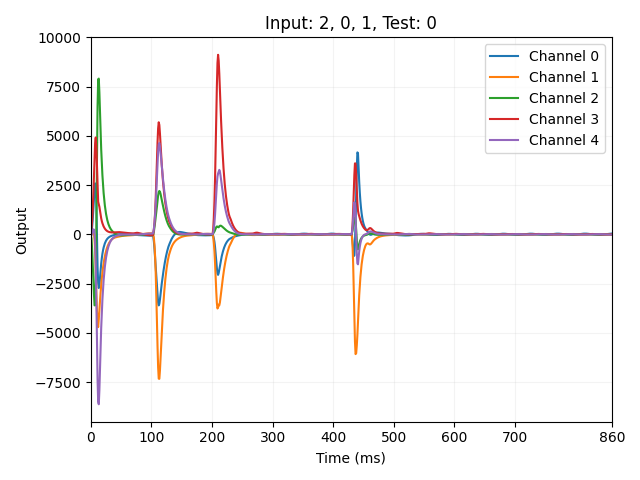 Input: 2, 0, 1, Test: 0
10000
7500
5000
2500
0
−2500
−5000
−7500
Output
Channel 0
Channel 1
Channel 2
Channel 3
Channel 4
0 100 200 300 400 500 600 700 860
Time (ms)